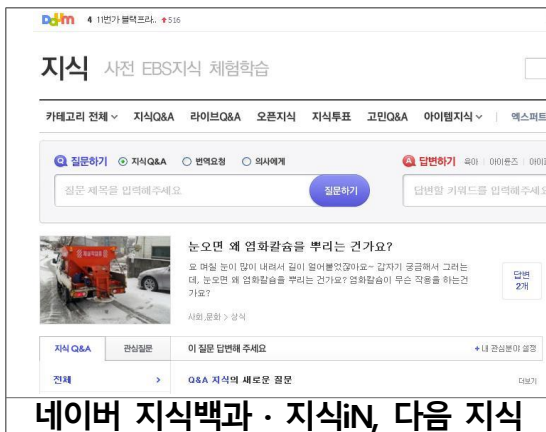 Daum 4 11번가 블랙프라.. ↑516
지식 사전 EBS지식 체험학습
카테고리 전체 지식Q&A 라이브Q&A 오픈지식 지식투표 고민Q&A 아이템지식 | 엑스퍼트
Q 질문하기 지식Q&A 번역요청 의사에게 A 답변하기 육아 아이폰즈
질문 제목을 입력해주세요 질문하기 답변할 키워드를 입력해주세요
눈오면 왜 염화칼슘을 뿌리는 건가요?
요 며칠 눈이 많이 내려서 길이 얼어붙었잖아요~ 갑자기 궁금해서 그러는
데, 눈오면 왜 염화칼슘을 뿌리는 건가요? 염화칼슘이 무슨 작용을 하는건
가요?
답변
2개
사회,문화 > 상식
지식 Q&A 관심질문 이 질문 답변해 주세요 + 내 관심분야 설정
전체 > Q&A 지식의 새로운 질문 더보기
네이버 지식백과 · 지식iN, 다음 지식